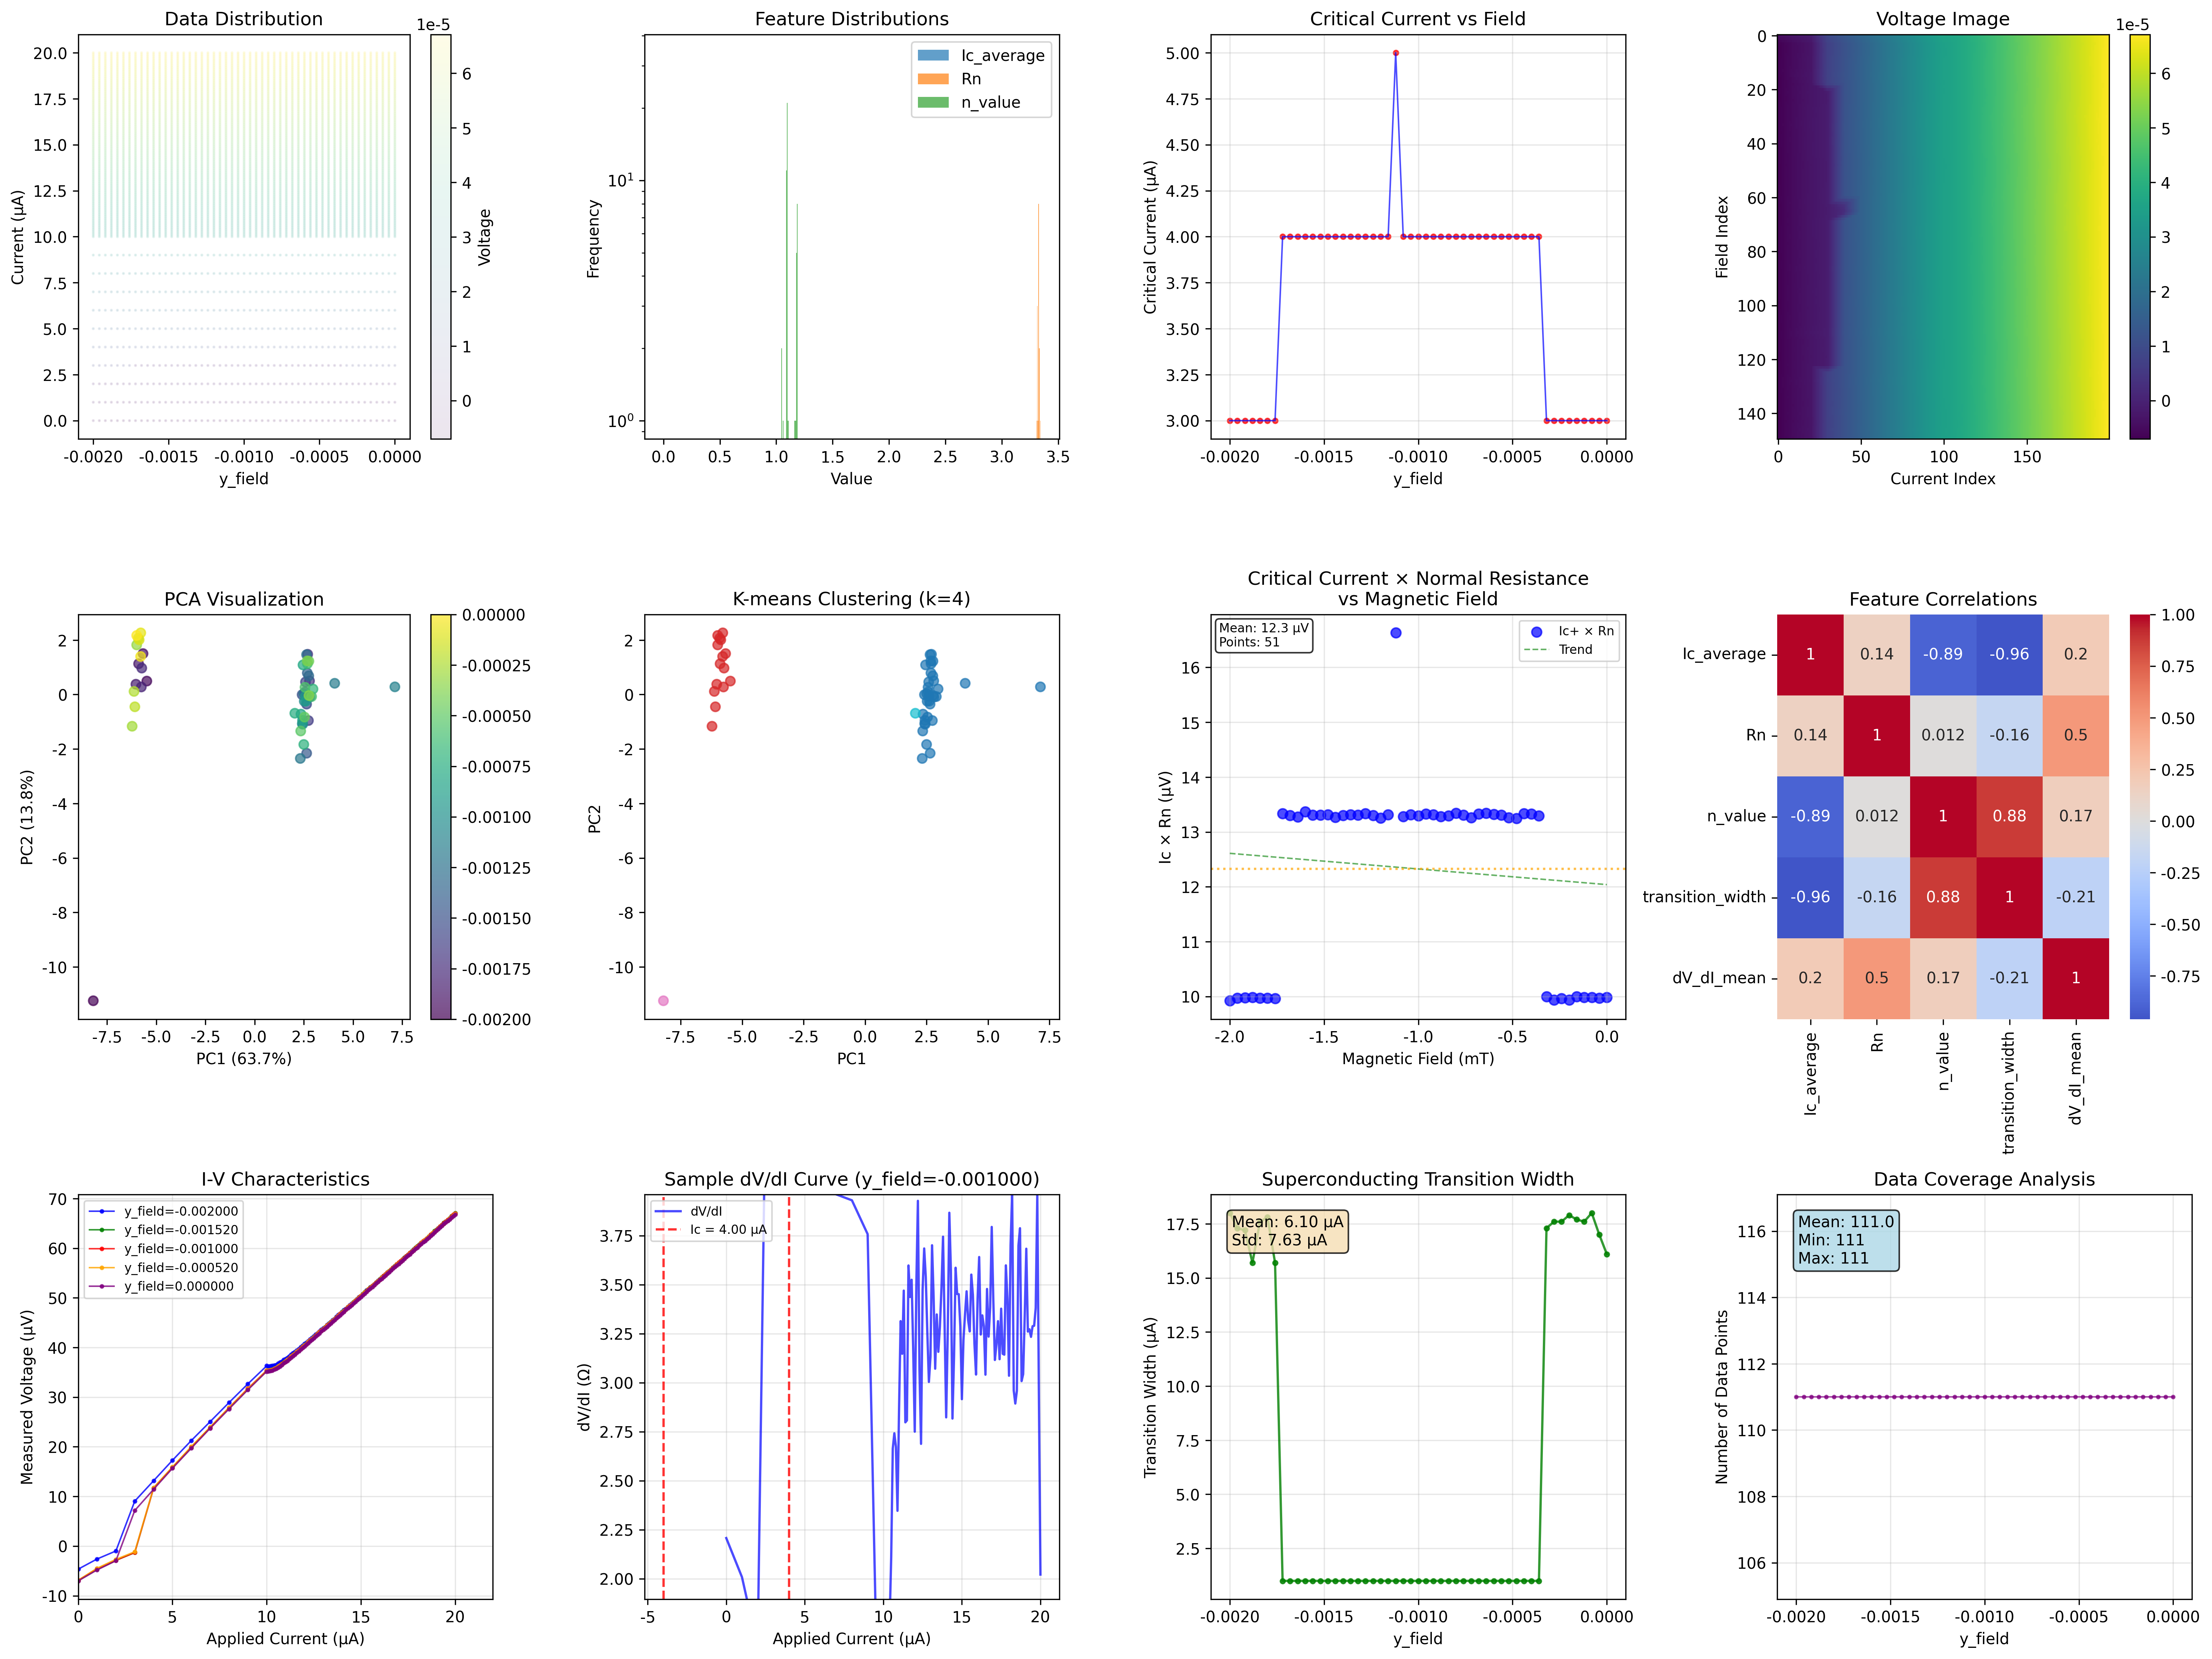 Data Distribution
1e-5
20.0
17.5
15.0
12.5
10.0
7.5
5.0
2.5
0.0
Current (μA)
-0.0020 -0.0015 -0.0010 -0.0005 0.0000
y_field
6
5
4
3
2
1
0
Voltage
Feature Distributions
Ic_average
Rn
n_value
10¹
10⁰
Frequency
0.0 0.5 1.0 1.5 2.0 2.5 3.0 3.5
Value
Critical Current vs Field
5.00
4.75
4.50
4.25
4.00
3.75
3.50
3.25
3.00
Critical Current (μA)
-0.0020 -0.0015 -0.0010 -0.0005 0.0000
y_field
Voltage Image
1e-5
0
20
40
60
80
100
120
140
Field Index
0 50 100 150
Current Index
6
5
4
3
2
1
0
PCA Visualization
2
0
-2
-4
-6
-8
-10
PC2 (13.8%)
-7.5 -5.0 -2.5 0.0 2.5 5.0 7.5
PC1 (63.7%)
0.00000
-0.00025
-0.00050
-0.00075
-0.00100
-0.00125
-0.00150
-0.00175
-0.00200
K-means Clustering (k=4)
2
0
-2
-4
-6
-8
-10
PC2
-7.5 -5.0 -2.5 0.0 2.5 5.0 7.5
PC1
Critical Current × Normal Resistance
vs Magnetic Field
Mean: 12.3 μV
Points: 51
Ic+ × Rn
Trend
16
15
14
13
12
11
10
Ic × Rn (μV)
-2.0 -1.5 -1.0 -0.5 0.0
Magnetic Field (mT)
Feature Correlations
Ic_average
Rn
n_value
transition_width
dV_dI_mean
1 0.14 -0.89 -0.96 0.2
0.14 1 0.012 -0.16 0.5
-0.89 0.012 1 0.88 0.17
-0.96 -0.16 0.88 1 -0.21
0.2 0.5 0.17 -0.21 1
Ic_average
Rn
n_value
transition_width
dV_dI_mean
1.00
0.75
0.50
0.25
0.00
-0.25
-0.50
-0.75
I-V Characteristics
y_field=-0.002000
y_field=-0.001520
y_field=-0.001000
y_field=-0.000520
y_field=0.000000
70
60
50
40
30
20
10
0
-10
Measured Voltage (μV)
0 5 10 15 20
Applied Current (μA)
Sample dV/dI Curve (y_field=-0.001000)
dV/dI
Ic = 4.00 μA
3.75
3.50
3.25
3.00
2.75
2.50
2.25
2.00
dV/dI (Ω)
-5 0 5 10 15 20
Applied Current (μA)
Superconducting Transition Width
Mean: 6.10 μA
Std: 7.63 μA
17.5
15.0
12.5
10.0
7.5
5.0
2.5
Transition Width (μA)
-0.0020 -0.0015 -0.0010 -0.0005 0.0000
y_field
Data Coverage Analysis
Mean: 111.0
Min: 111
Max: 111
116
114
112
110
108
106
Number of Data Points
-0.0020 -0.0015 -0.0010 -0.0005 0.0000
y_field